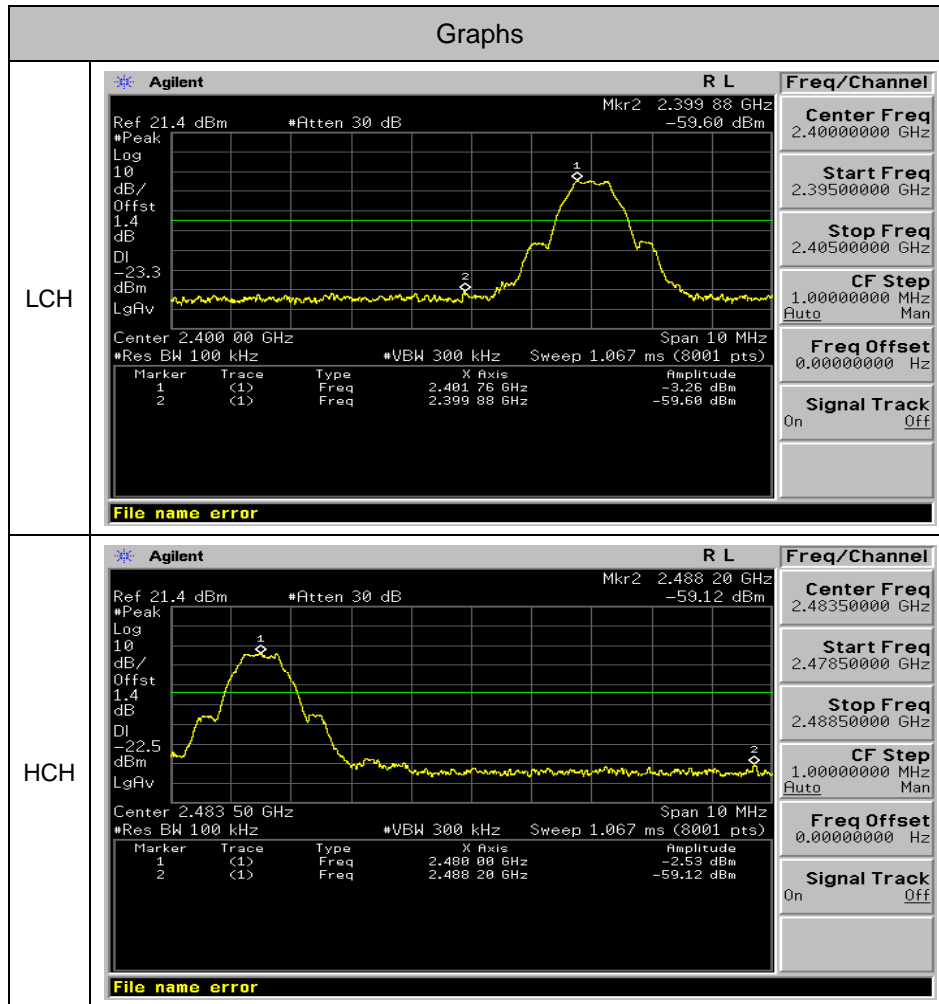 Graphs
LCH
Agilent R L Freq/Channel
Mkr2 2.399 88 GHz
Ref 21.4 dBm #Atten 30 dB -59.60 dBm
#Peak
Log
10
dB/
Offst
1.4
dB
DI
-23.3
dBm
LgAv
1
2
Center 2.400 00 GHz Span 10 MHz
#Res BW 100 kHz #VBW 300 kHz Sweep 1.067 ms (8001 pts)
Marker Trace Type X Axis Amplitude
1 (1) Freq 2.401 76 GHz -3.26 dBm
2 (1) Freq 2.399 88 GHz -59.60 dBm
Center Freq
2.40000000 GHz
Start Freq
2.39500000 GHz
Stop Freq
2.40500000 GHz
CF Step
1.00000000 MHz
Auto Man
Freq Offset
0.00000000 Hz
Signal Track
On Off
File name error
HCH
Agilent R L Freq/Channel
Mkr2 2.488 20 GHz
Ref 21.4 dBm #Atten 30 dB -59.12 dBm
#Peak
Log
10
dB/
Offst
1.4
dB
DI
-22.5
dBm
LgAv
1
2
Center 2.483 50 GHz Span 10 MHz
#Res BW 100 kHz #VBW 300 kHz Sweep 1.067 ms (8001 pts)
Marker Trace Type X Axis Amplitude
1 (1) Freq 2.480 00 GHz -2.53 dBm
2 (1) Freq 2.488 20 GHz -59.12 dBm
Center Freq
2.48350000 GHz
Start Freq
2.47850000 GHz
Stop Freq
2.48850000 GHz
CF Step
1.00000000 MHz
Auto Man
Freq Offset
0.00000000 Hz
Signal Track
On Off
File name error